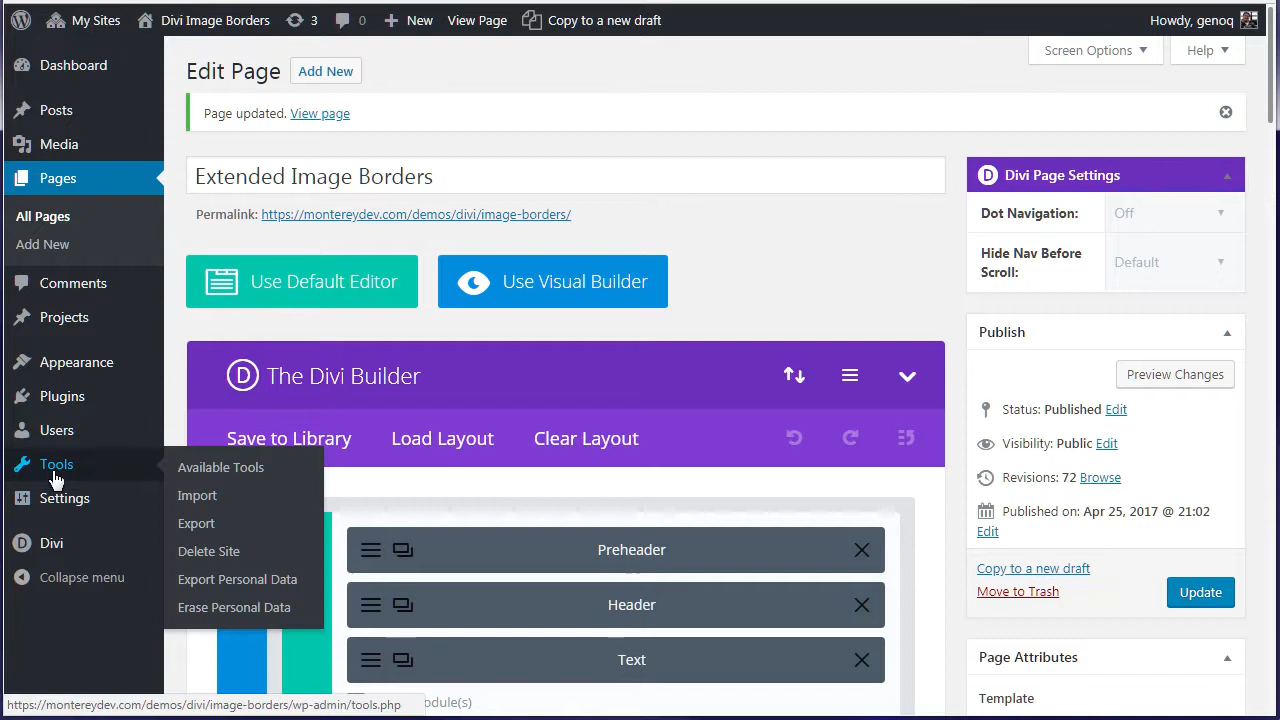 My Sites
Divi Image Borders
3
0
New
View Page
Copy to a new draft
Howdy, genoq
Dashboard
Posts
Media
Pages
All Pages
Add New
Comments
Projects
Appearance
Plugins
Users
Tools
Settings
Divi
Collapse menu
Available Tools
Import
Export
Delete Site
Export Personal Data
Erase Personal Data
Screen Options
Help
Edit Page
Add New
Page updated. View page
Extended Image Borders
Permalink: https://montereydev.com/demos/divi/image-borders/
Use Default Editor
Use Visual Builder
D The Divi Builder
Save to Library
Load Layout
Clear Layout
Preheader
Header
Text
odule(s)
D Divi Page Settings
Dot Navigation:
Off
Hide Nav Before
Scroll:
Default
Publish
Preview Changes
Status: Published Edit
Visibility: Public Edit
Revisions: 72 Browse
Published on: Apr 25, 2017 @ 21:02
Edit
Copy to a new draft
Move to Trash
Update
Page Attributes
Template
https://montereydev.com/demos/divi/image-borders/wp-admin/tools.php